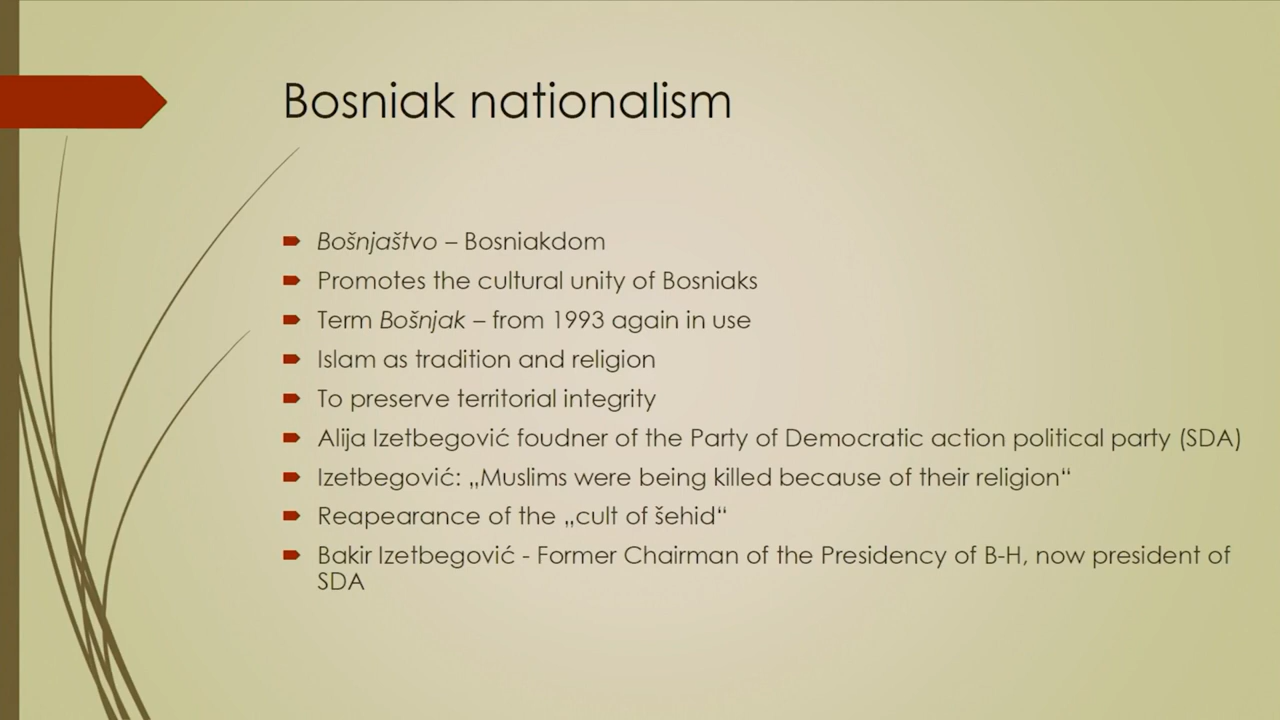 Bosniak nationalism
Bošnjaštvo – Bosniakdom
Promotes the cultural unity of Bosniaks
Term Bošnjak – from 1993 again in use
Islam as tradition and religion
To preserve territorial integrity
Alija Izetbegović foudner of the Party of Democratic action political party (SDA)
Izetbegović: „Muslims were being killed because of their religion“
Reapearance of the „cult of šehid“
Bakir Izetbegović - Former Chairman of the Presidency of B-H, now president of
SDA